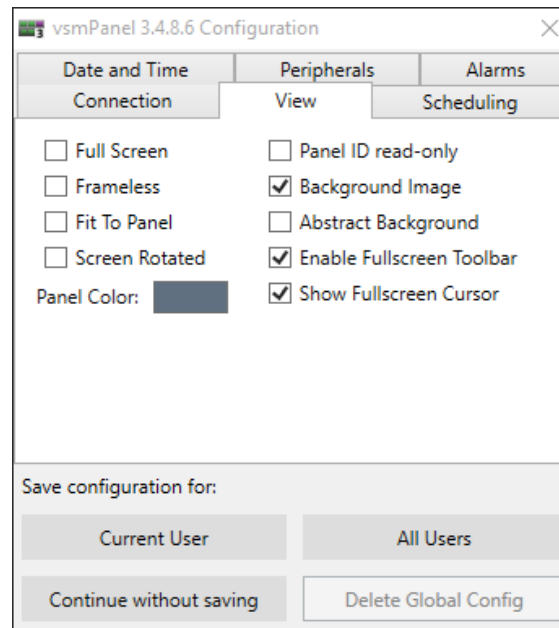 vsmPanel 3.4.8.6 Configuration
Date and Time
Peripherals
Alarms
Connection
View
Scheduling
Full Screen
Panel ID read-only
Frameless
Background Image
Fit To Panel
Abstract Background
Screen Rotated
Enable Fullscreen Toolbar
Panel Color:
Show Fullscreen Cursor
Save configuration for:
Current User
All Users
Continue without saving
Delete Global Config